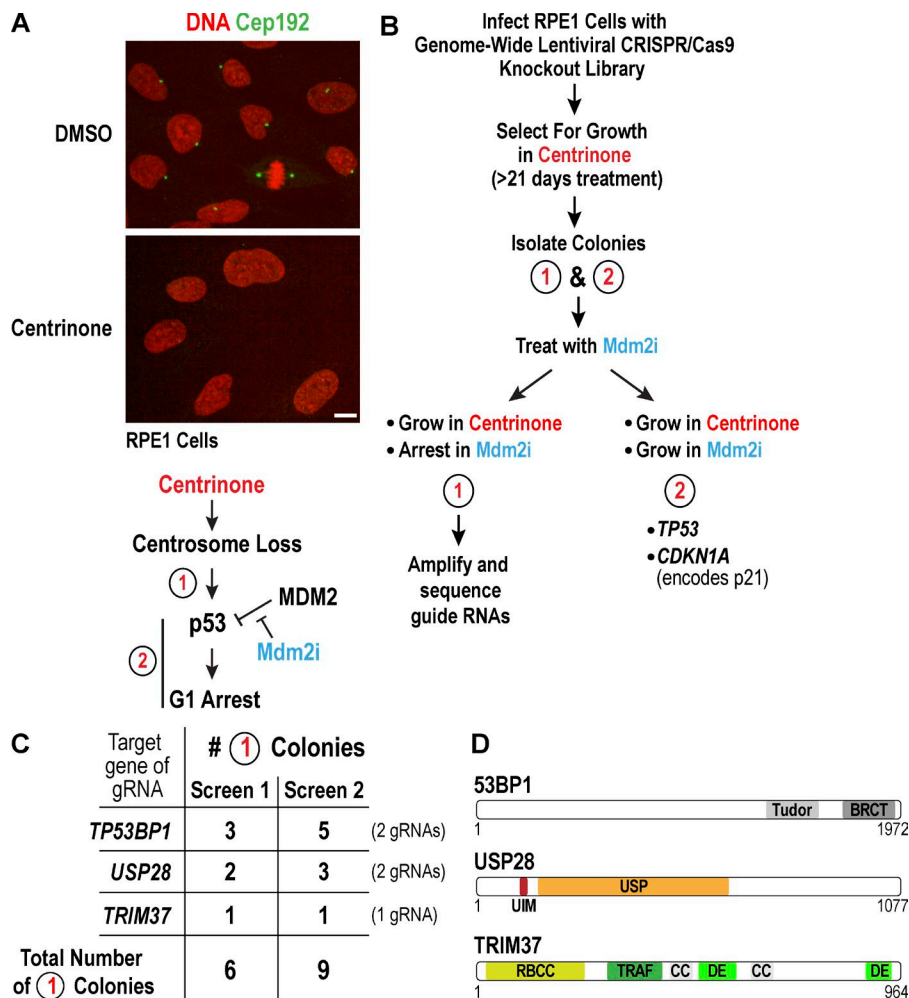 A
DNA Cep192
DMSO
Centrinone
RPE1 Cells
Centrinone
Centrosome Loss
1
p53
MDM2
Mdm2i
2
G1 Arrest
B
Infect RPE1 Cells with
Genome-Wide Lentiviral CRISPR/Cas9
Knockout Library
Select For Growth
in Centrinone
(>21 days treatment)
Isolate Colonies
1 & 2
Treat with Mdm2i
• Grow in Centrinone
• Arrest in Mdm2i
1
Amplify and
sequence
guide RNAs
• Grow in Centrinone
• Grow in Mdm2i
2
• TP53
• CDKN1A
(encodes p21)
C
Target
gene of
gRNA
# 1 Colonies
Screen 1 Screen 2
TP53BP1 3 5 (2 gRNAs)
USP28 2 3 (2 gRNAs)
TRIM37 1 1 (1 gRNA)
Total Number
of 1 Colonies
6 9
D
53BP1
Tudor BRCT
1 1972
USP28
USP
1 UIM 1077
TRIM37
RBCC TRAF CC DE CC DE
1 964